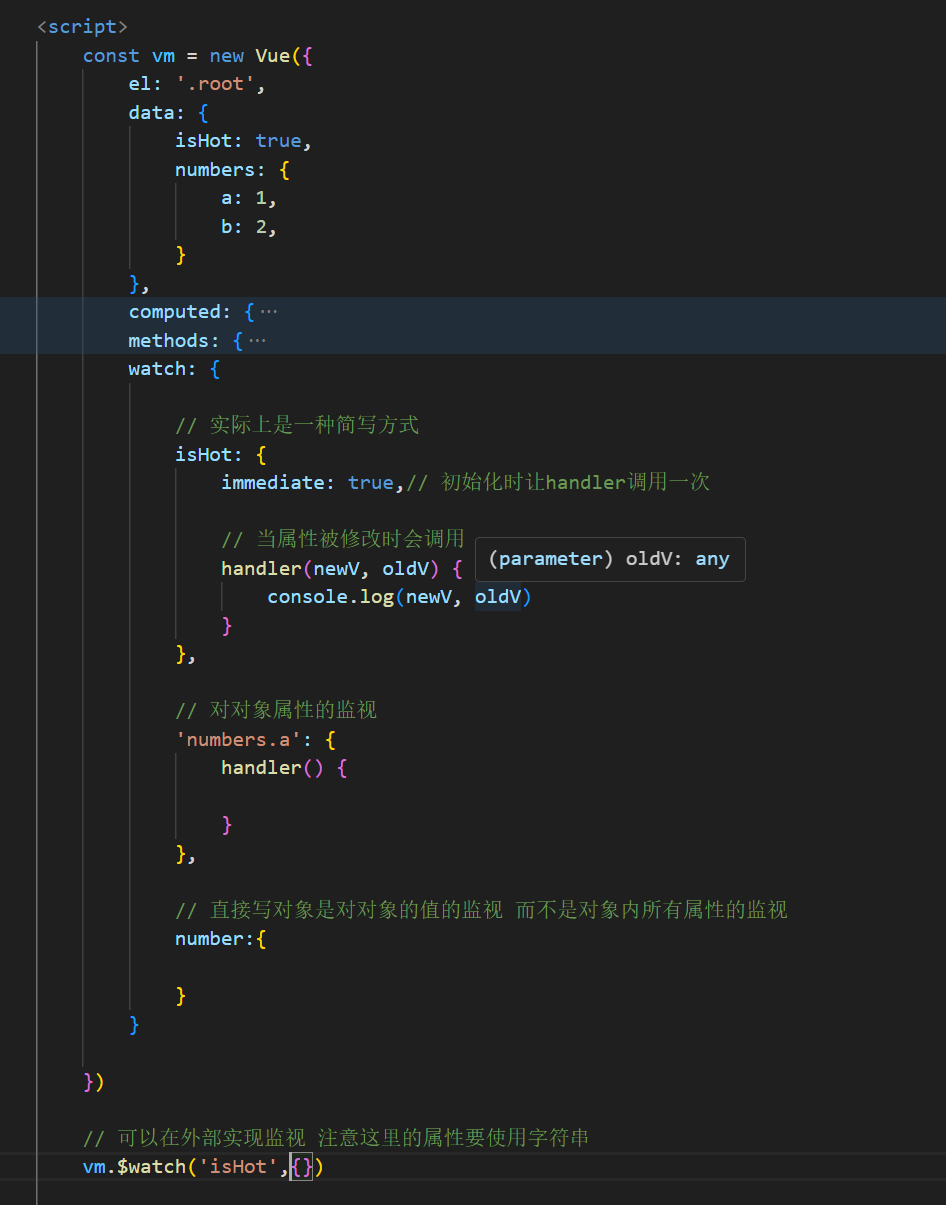 <script>
const vm = new Vue({
el: '.root',
data: {
isHot: true,
numbers: {
a: 1,
b: 2,
}
},
computed: {···
methods: {···
watch: {
// 实际上是一种简写方式
isHot: {
immediate: true,// 初始化时让handler调用一次
// 当属性被修改时会调用
(parameter) oldV: any
handler(newV, oldV) {
console.log(newV, oldV)
}
},
// 对对象属性的监视
'numbers.a': {
handler() {
}
},
// 直接写对象是对对象的值的监视 而不是对象内所有属性的监视
number:{
}
}
})
// 可以在外部实现监视 注意这里的属性要使用字符串
vm.$watch('isHot',{})